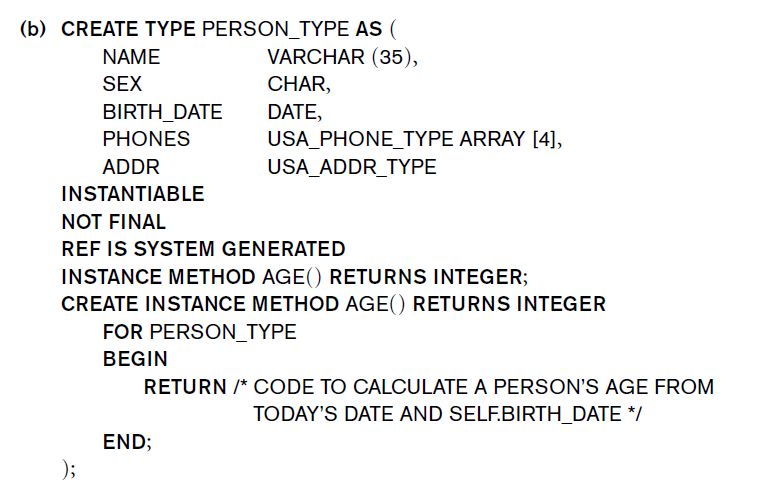 (b) CREATE TYPE PERSON_TYPE AS (
NAME VARCHAR (35),
SEX CHAR,
BIRTH_DATE DATE,
PHONES USA_PHONE_TYPE ARRAY [4],
ADDR USA_ADDR_TYPE
INSTANTIABLE
NOT FINAL
REF IS SYSTEM GENERATED
INSTANCE METHOD AGE() RETURNS INTEGER;
CREATE INSTANCE METHOD AGE() RETURNS INTEGER
FOR PERSON_TYPE
BEGIN
RETURN /* CODE TO CALCULATE A PERSON’S AGE FROM
TODAY’S DATE AND SELF.BIRTH_DATE */
END;
);